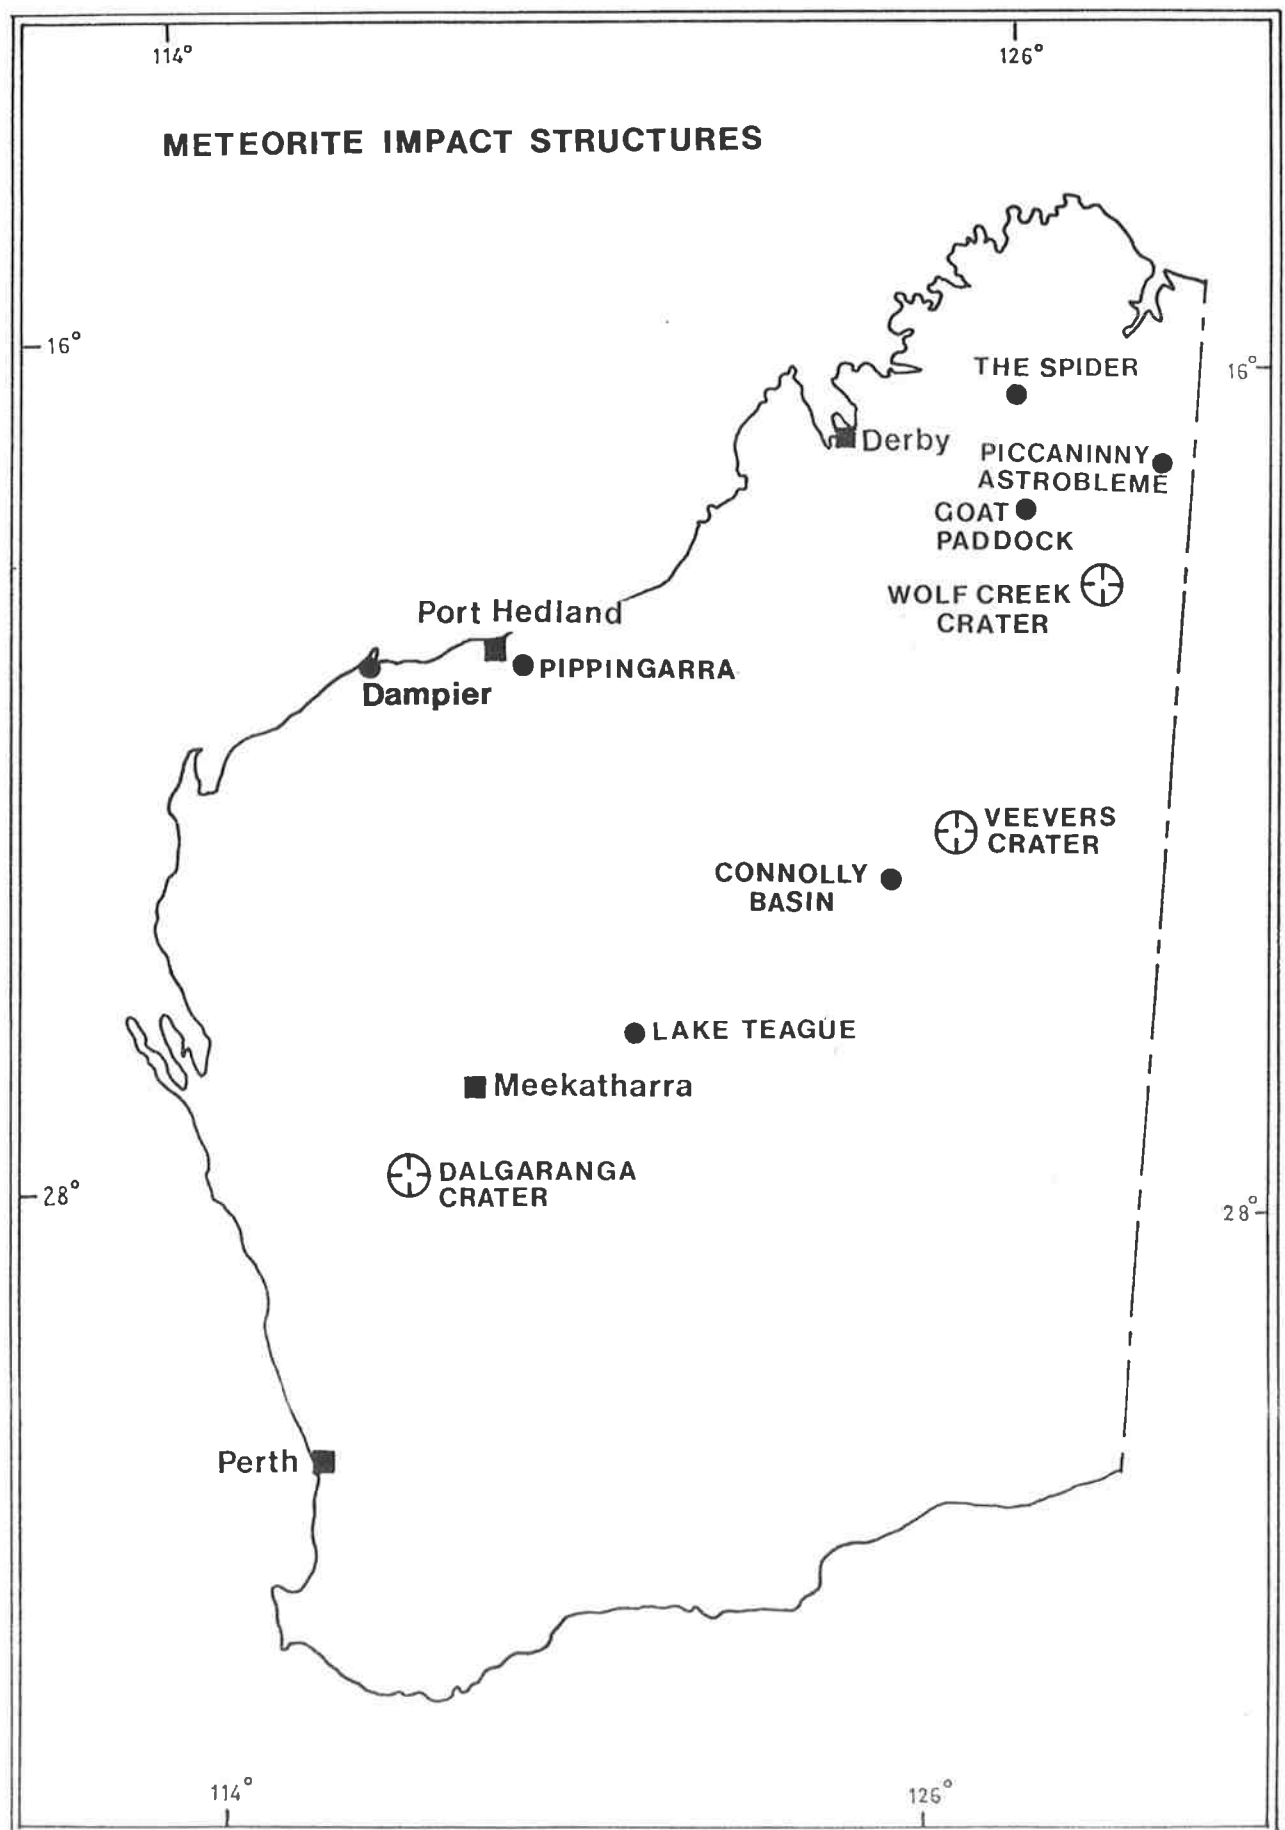 114°
126°
METEORITE IMPACT STRUCTURES
16°
16°
THE SPIDER
Derby
PICCANINNY
ASTROBLEME
GOAT
PADDOCK
WOLF CREEK
CRATER
Port Hedland
PIPPINGARRA
Dampier
VEEVERS
CRATER
CONNOLLY
BASIN
LAKE TEAGUE
Meekatharra
DALGARANGA
CRATER
28°
28°
Perth
114°
126°